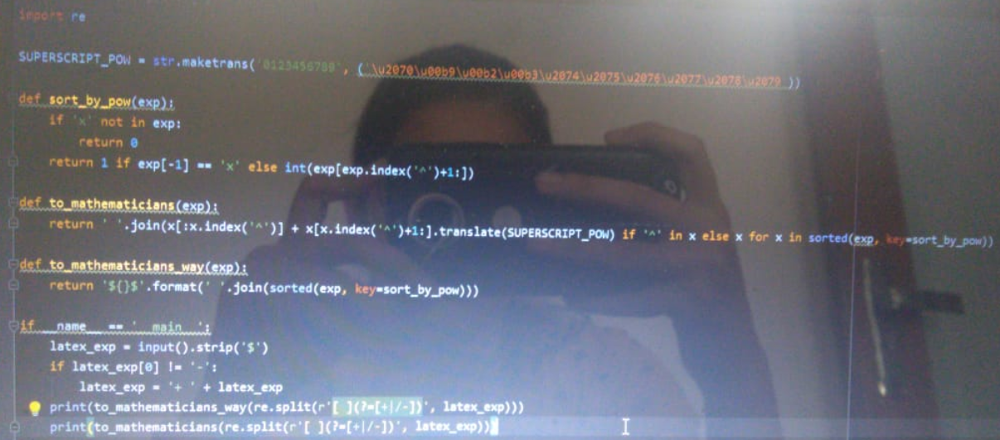 import re
SUPERSCRIPT_POW = str.maketrans('0123456789', ('\u2070\u00b9\u00b2\u00b3\u2074\u2075\u2076\u2077\u2078\u2079'))
def sort_by_pow(exp):
if 'x' not in exp:
return 0
return 1 if exp[-1] == 'x' else int(exp[exp.index('^')+1:])
def to_mathematicians(exp):
return ' '.join(x[:x.index('^')] + x[x.index('^')+1:].translate(SUPERSCRIPT_POW) if '^' in x else x for x in sorted(exp, key=sort_by_pow))
def to_mathematicians_way(exp):
return '${}$'.format(' '.join(sorted(exp, key=sort_by_pow)))
if __name__ == '__main__':
latex_exp = input().strip('$')
if latex_exp[0] != '-':
latex_exp = '+ ' + latex_exp
print(to_mathematicians_way(re.split(r'[ ](?=[+|/-])', latex_exp)))
print(to_mathematicians(re.split(r'[ ](?=[+|/-])', latex_exp)))